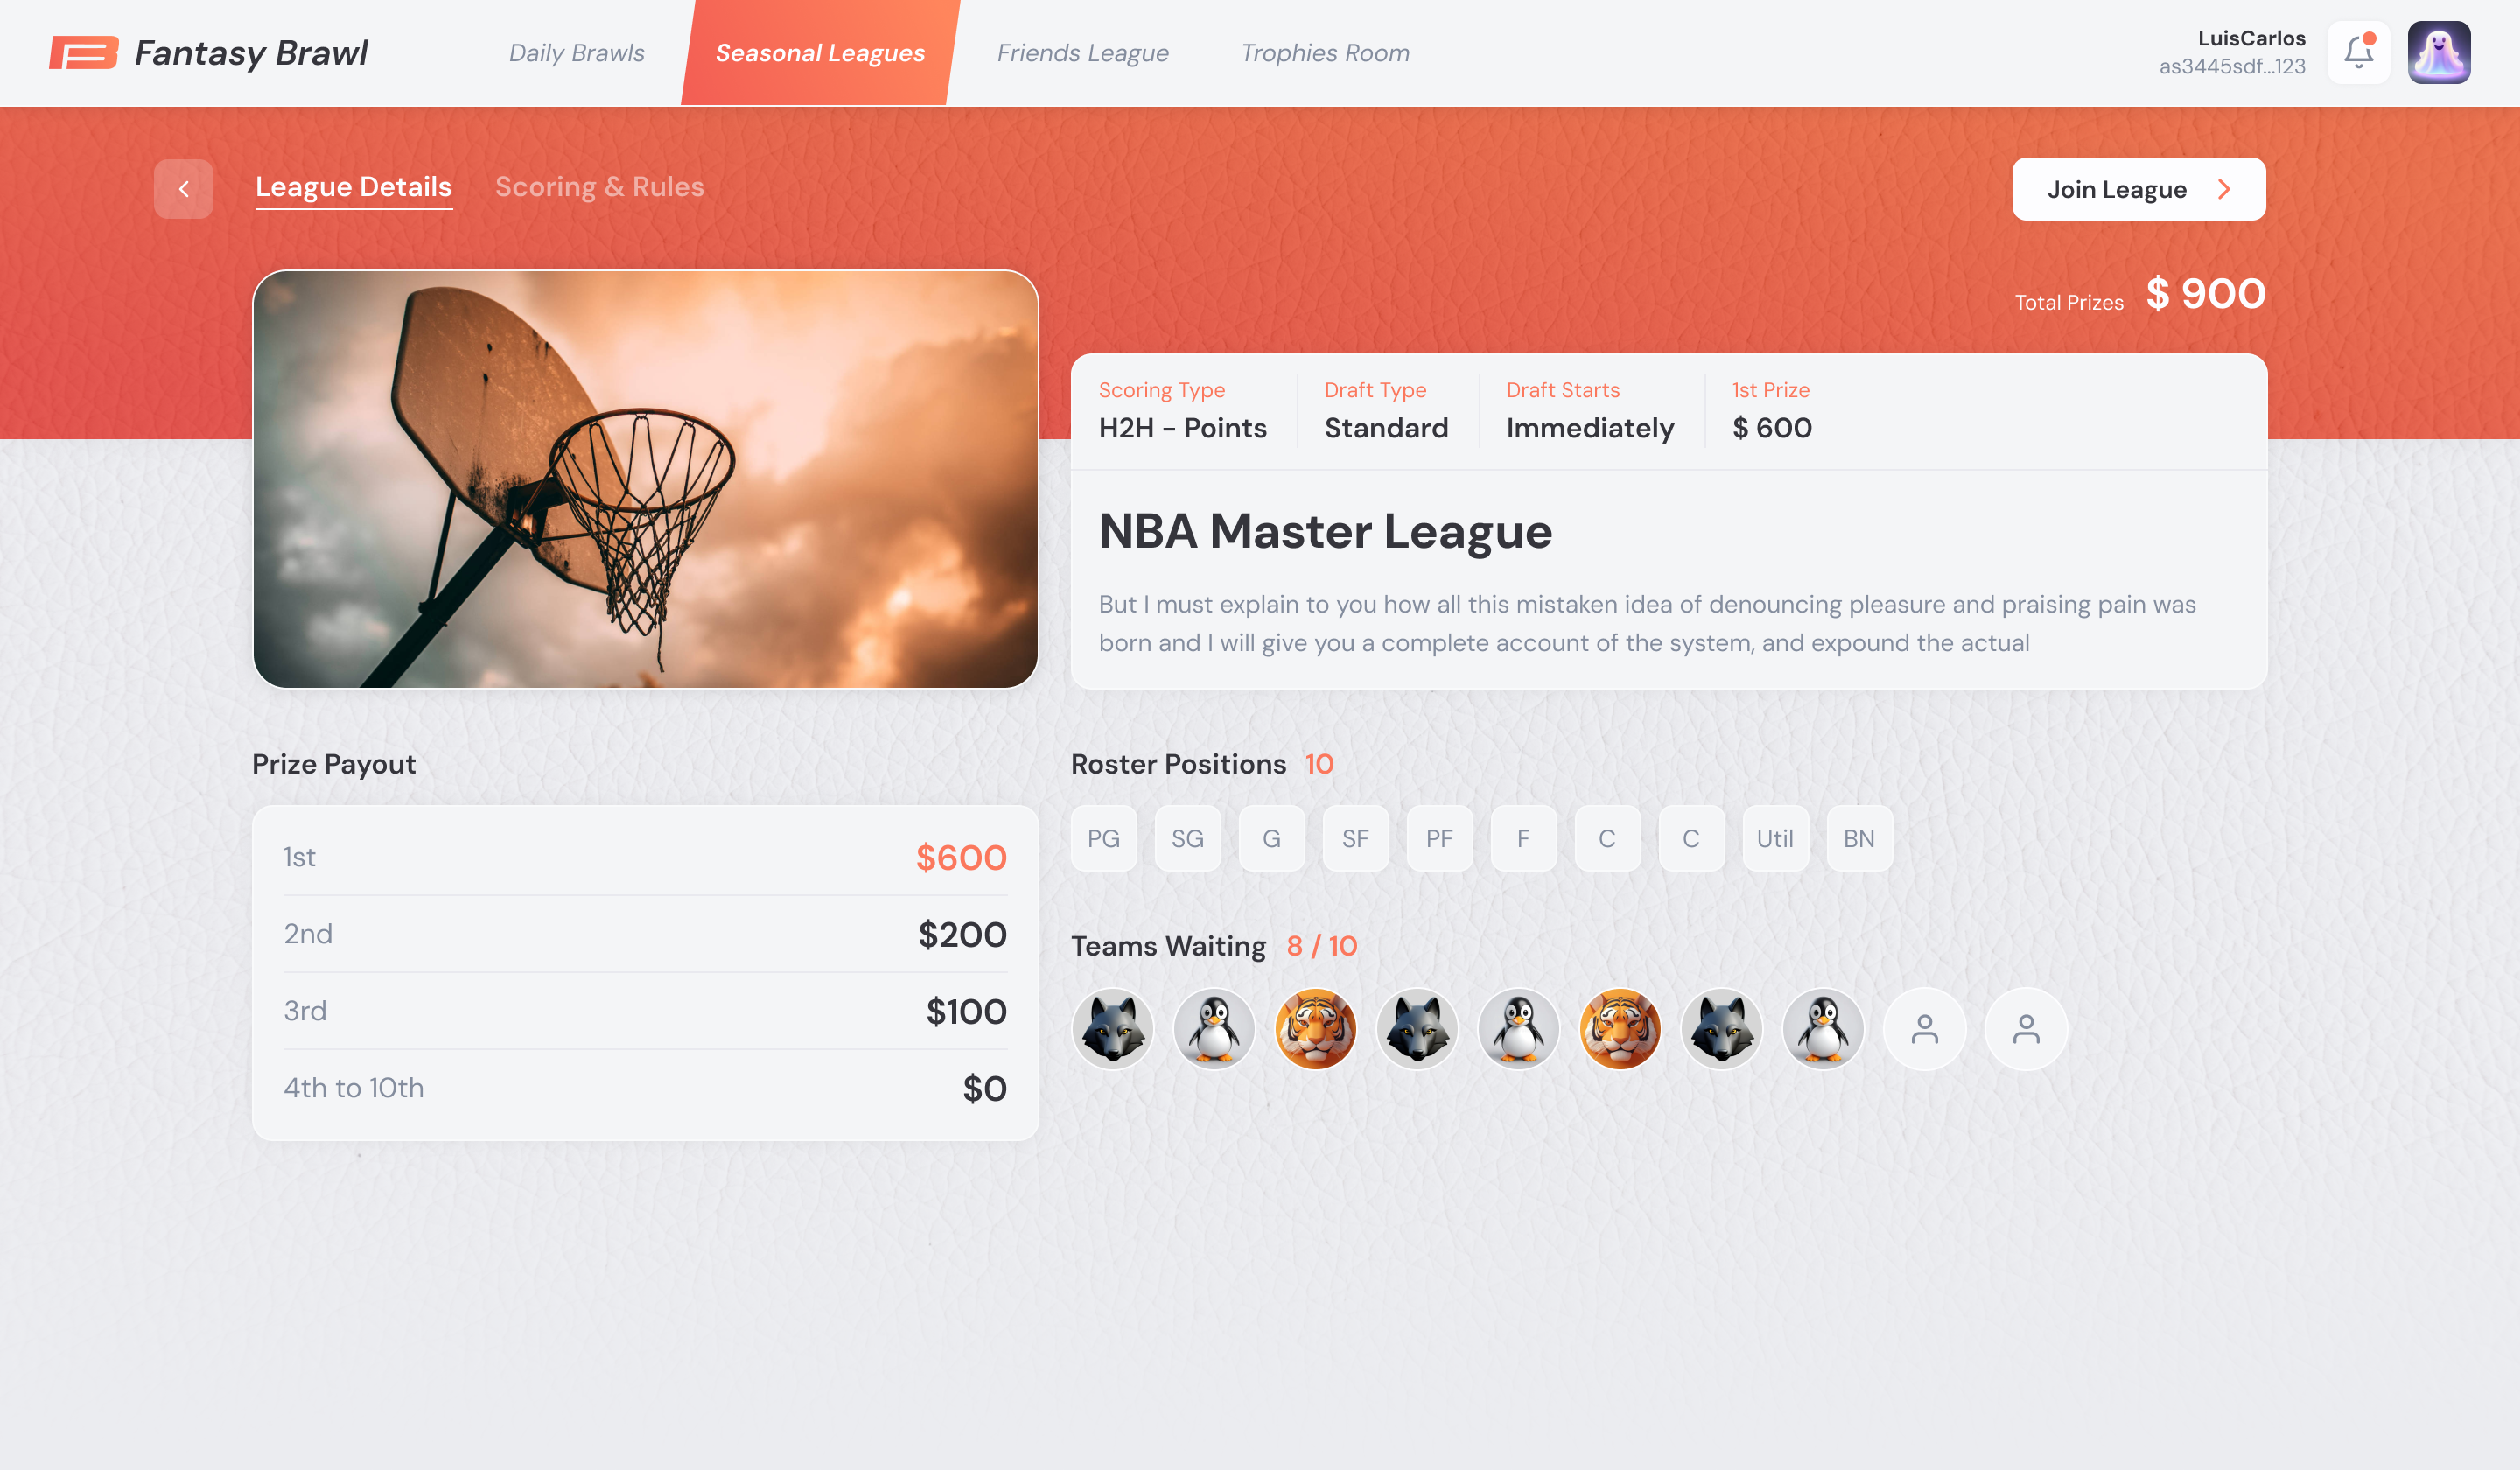 Fantasy Brawl
Daily Brawls
Seasonal Leagues
Friends League
Trophies Room
LuisCarlos
as3445sdf...123
League Details
Scoring & Rules
Join League
Total Prizes $ 900
Scoring Type
H2H - Points
Draft Type
Standard
Draft Starts
Immediately
1st Prize
$ 600
NBA Master League
But I must explain to you how all this mistaken idea of denouncing pleasure and praising pain was
born and I will give you a complete account of the system, and expound the actual
Prize Payout
1st $600
2nd $200
3rd $100
4th to 10th $0
Roster Positions 10
PG SG G SF PF F C C Util BN
Teams Waiting 8 / 10